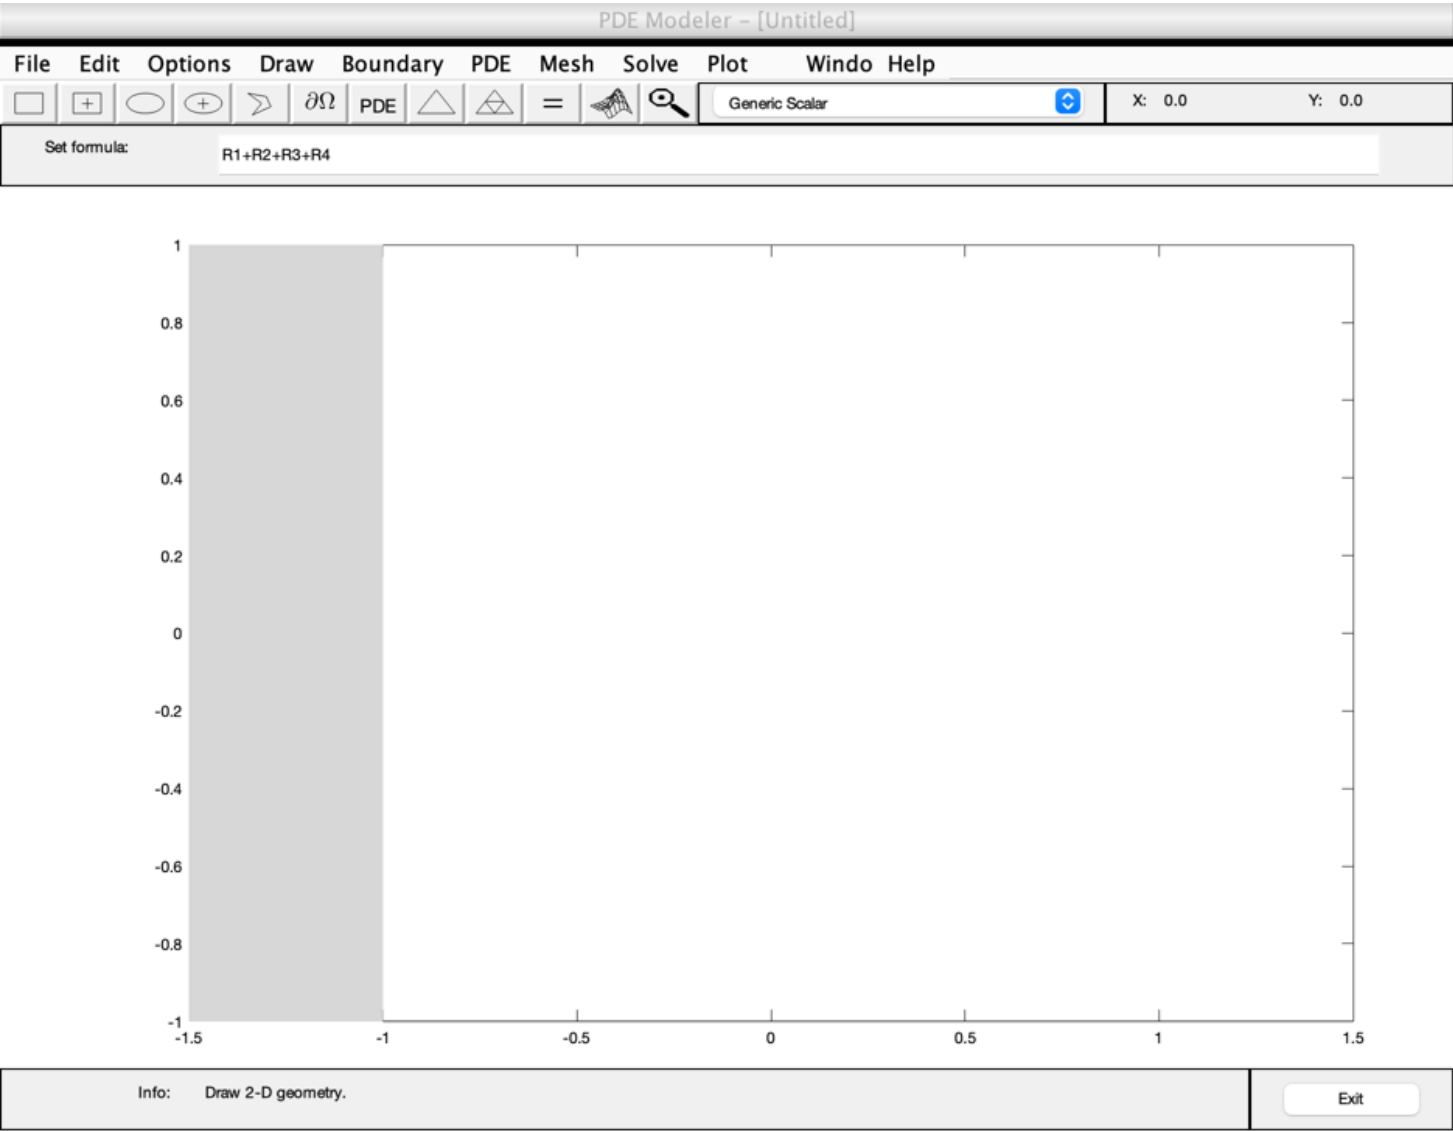 PDE Modeler – [Untitled]
File Edit Options Draw Boundary PDE Mesh Solve Plot Windo Help
∂Ω PDE = Generic Scalar X: 0.0 Y: 0.0
Set formula: R1+R2+R3+R4
1
0.8
0.6
0.4
0.2
0
-0.2
-0.4
-0.6
-0.8
-1
-1.5 -1 -0.5 0 0.5 1 1.5
Info: Draw 2-D geometry. Exit